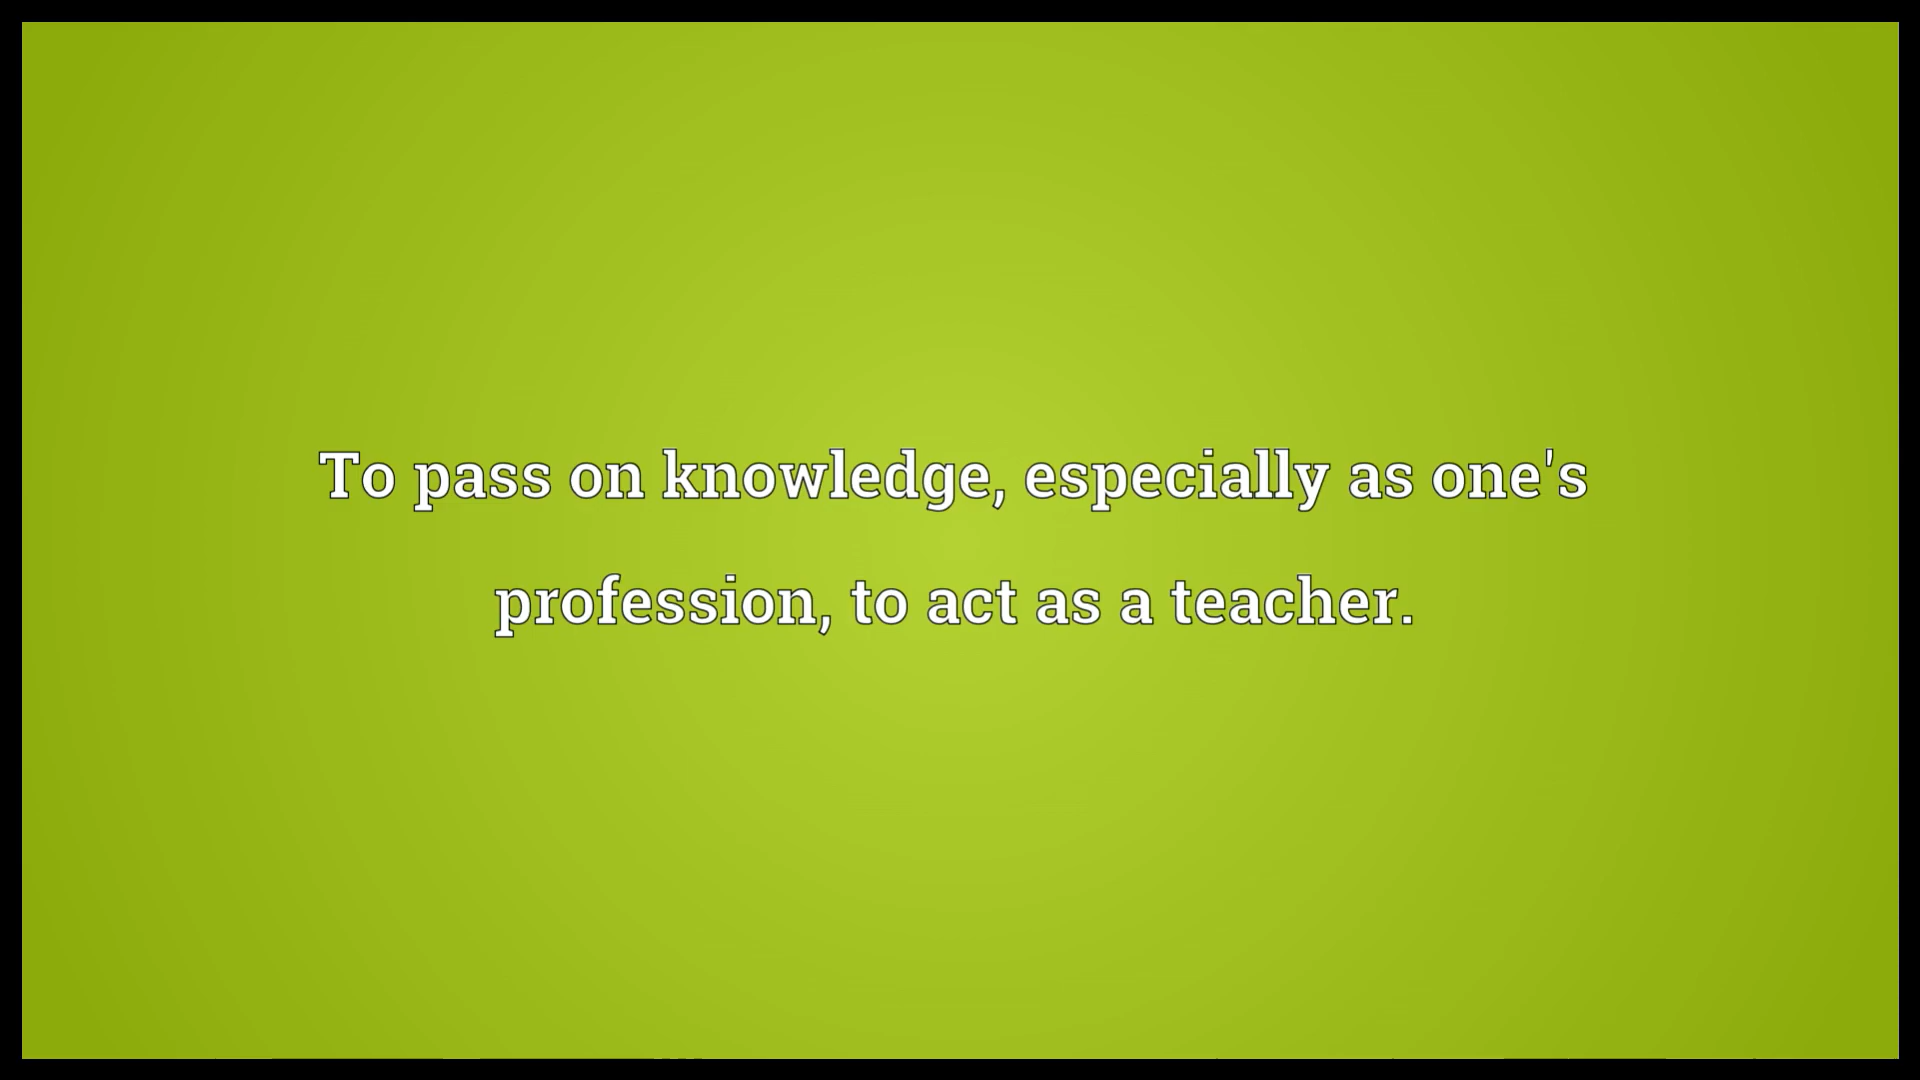 To pass on knowledge, especially as one's
profession, to act as a teacher.